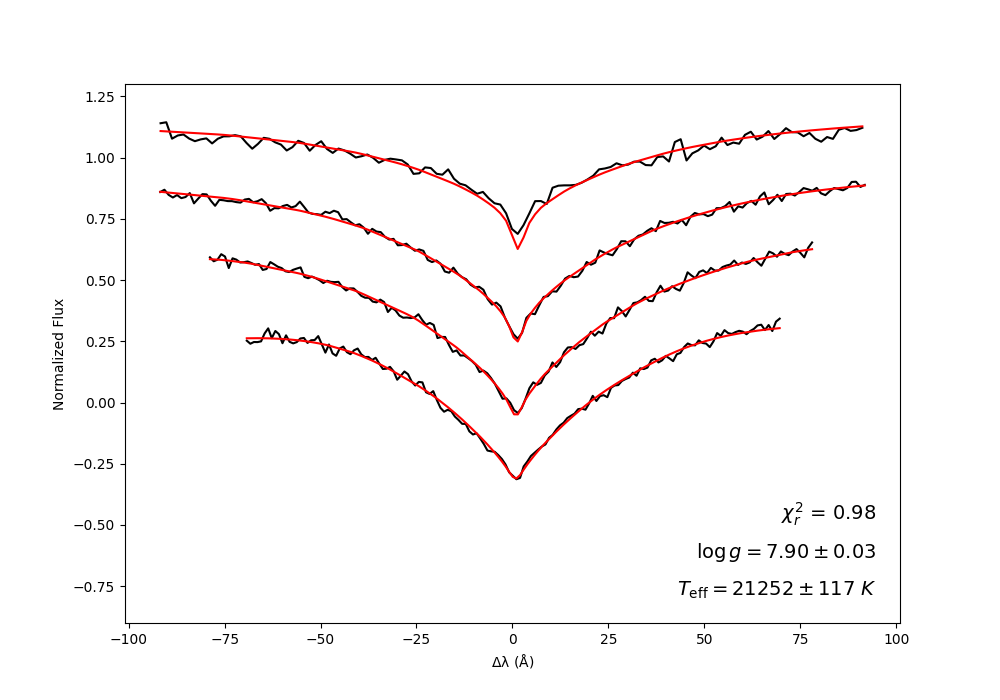 1.25
1.00
0.75
0.50
0.25
0.00
−0.25
−0.50
−0.75
Normalized Flux
χ²ᵣ = 0.98
log g = 7.90 ± 0.03
T_eff = 21252 ± 117 K
−100 −75 −50 −25 0 25 50 75 100
Δλ (Å)